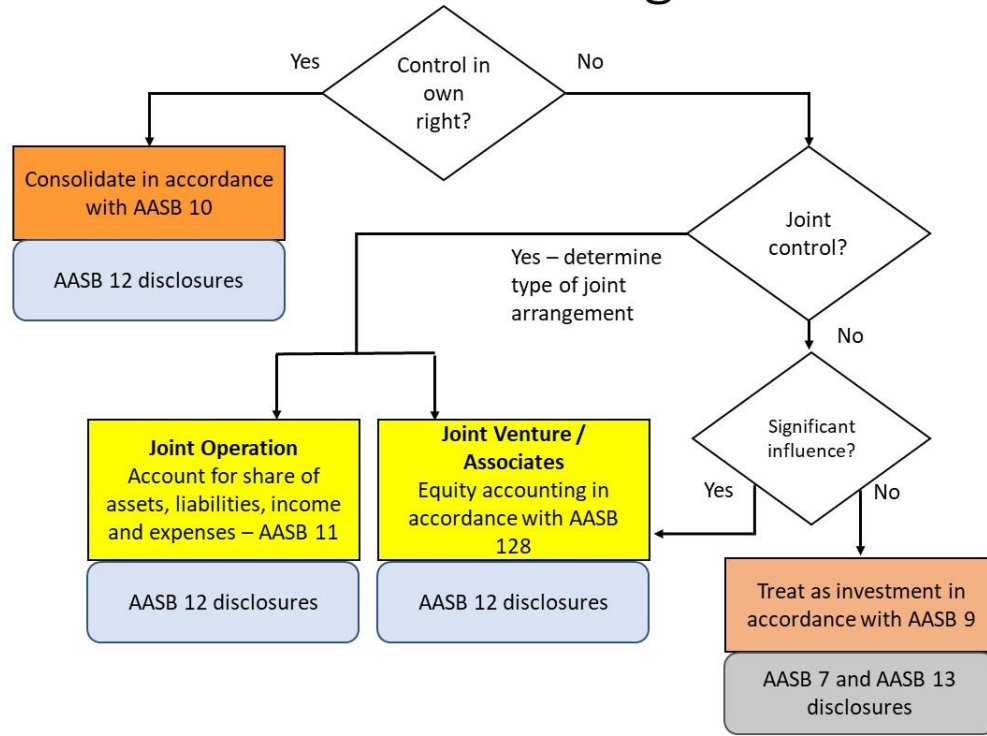 Yes
Control in
own
right?
No
Consolidate in accordance
with AASB 10
AASB 12 disclosures
Joint
control?
Yes – determine
type of joint
arrangement
No
Joint Operation
Account for share of
assets, liabilities, income
and expenses – AASB 11
AASB 12 disclosures
Joint Venture /
Associates
Equity accounting in
accordance with AASB
128
AASB 12 disclosures
Significant
influence?
Yes
No
Treat as investment in
accordance with AASB 9
AASB 7 and AASB 13
disclosures